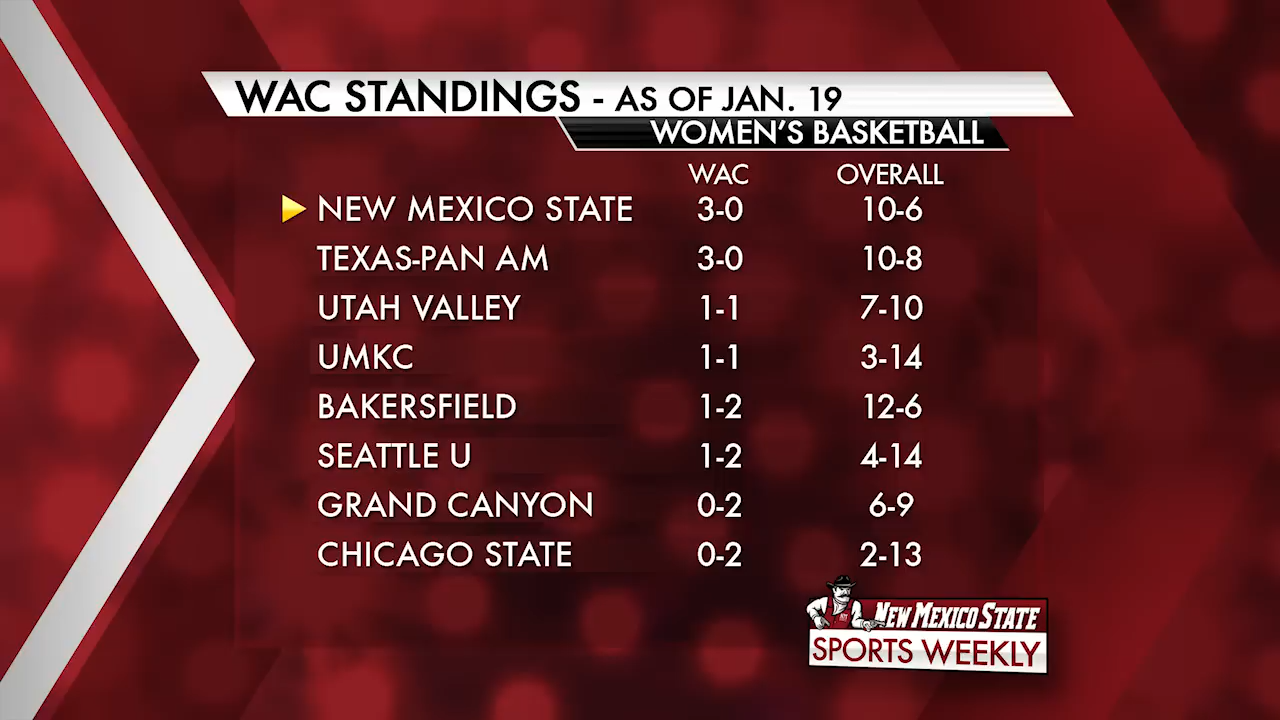 WAC STANDINGS - AS OF JAN. 19
WOMEN'S BASKETBALL
WAC OVERALL
NEW MEXICO STATE 3-0 10-6
TEXAS-PAN AM 3-0 10-8
UTAH VALLEY 1-1 7-10
UMKC 1-1 3-14
BAKERSFIELD 1-2 12-6
SEATTLE U 1-2 4-14
GRAND CANYON 0-2 6-9
CHICAGO STATE 0-2 2-13
NEW MEXICO STATE
SPORTS WEEKLY